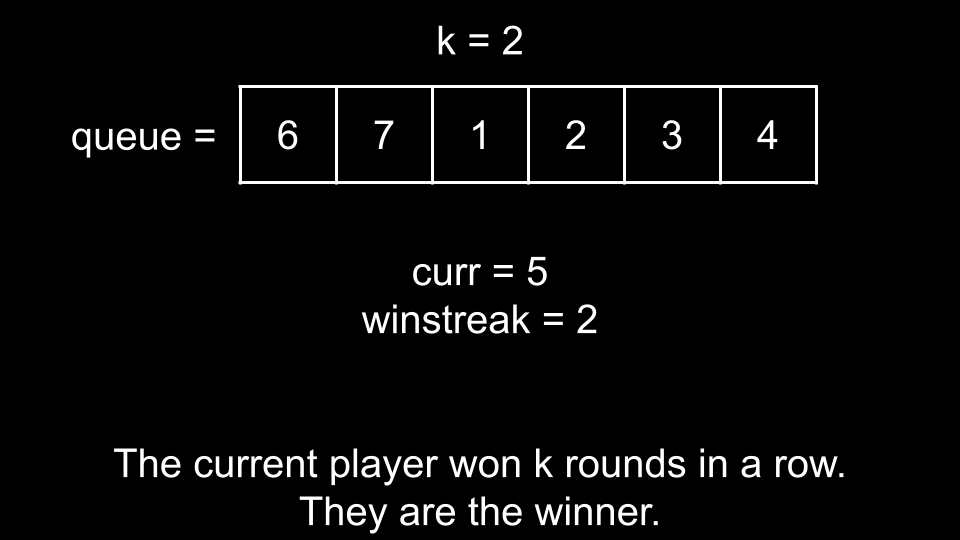 k = 2
queue = 6 7 1 2 3 4
curr = 5
winstreak = 2
The current player won k rounds in a row.
They are the winner.